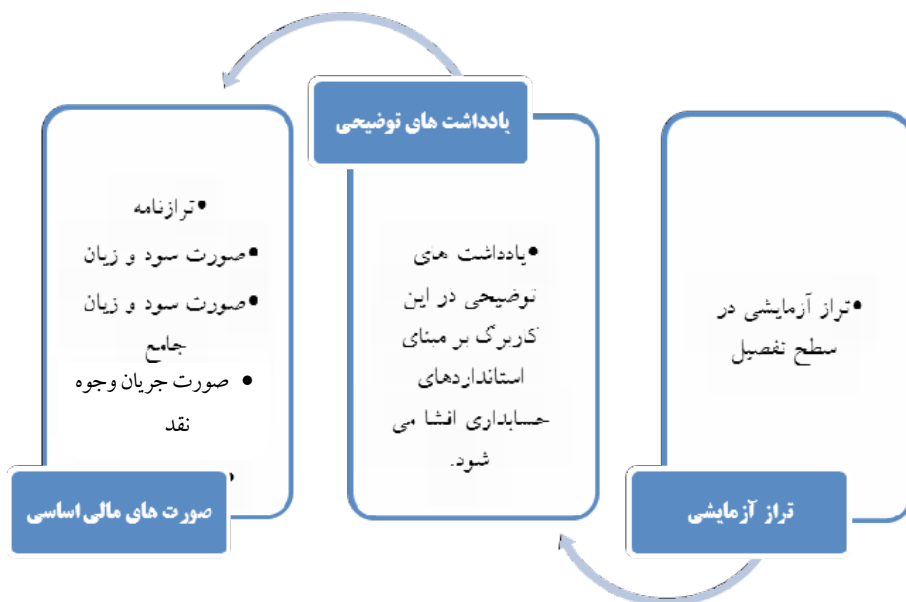 تراز آزمایشی
•تراز آزمایشی در
سطح تفصیل
یادداشت های توضیحی
•یادداشت های
توضیحی در این
کاربرگ بر مبنای
استانداردهای
حسابداری افشا می
شود.
صورت های مالی اساسی
•ترازنامه
•صورت سود و زیان
•صورت سود و زیان
جامع
• صورت جریان وجوه
نقد